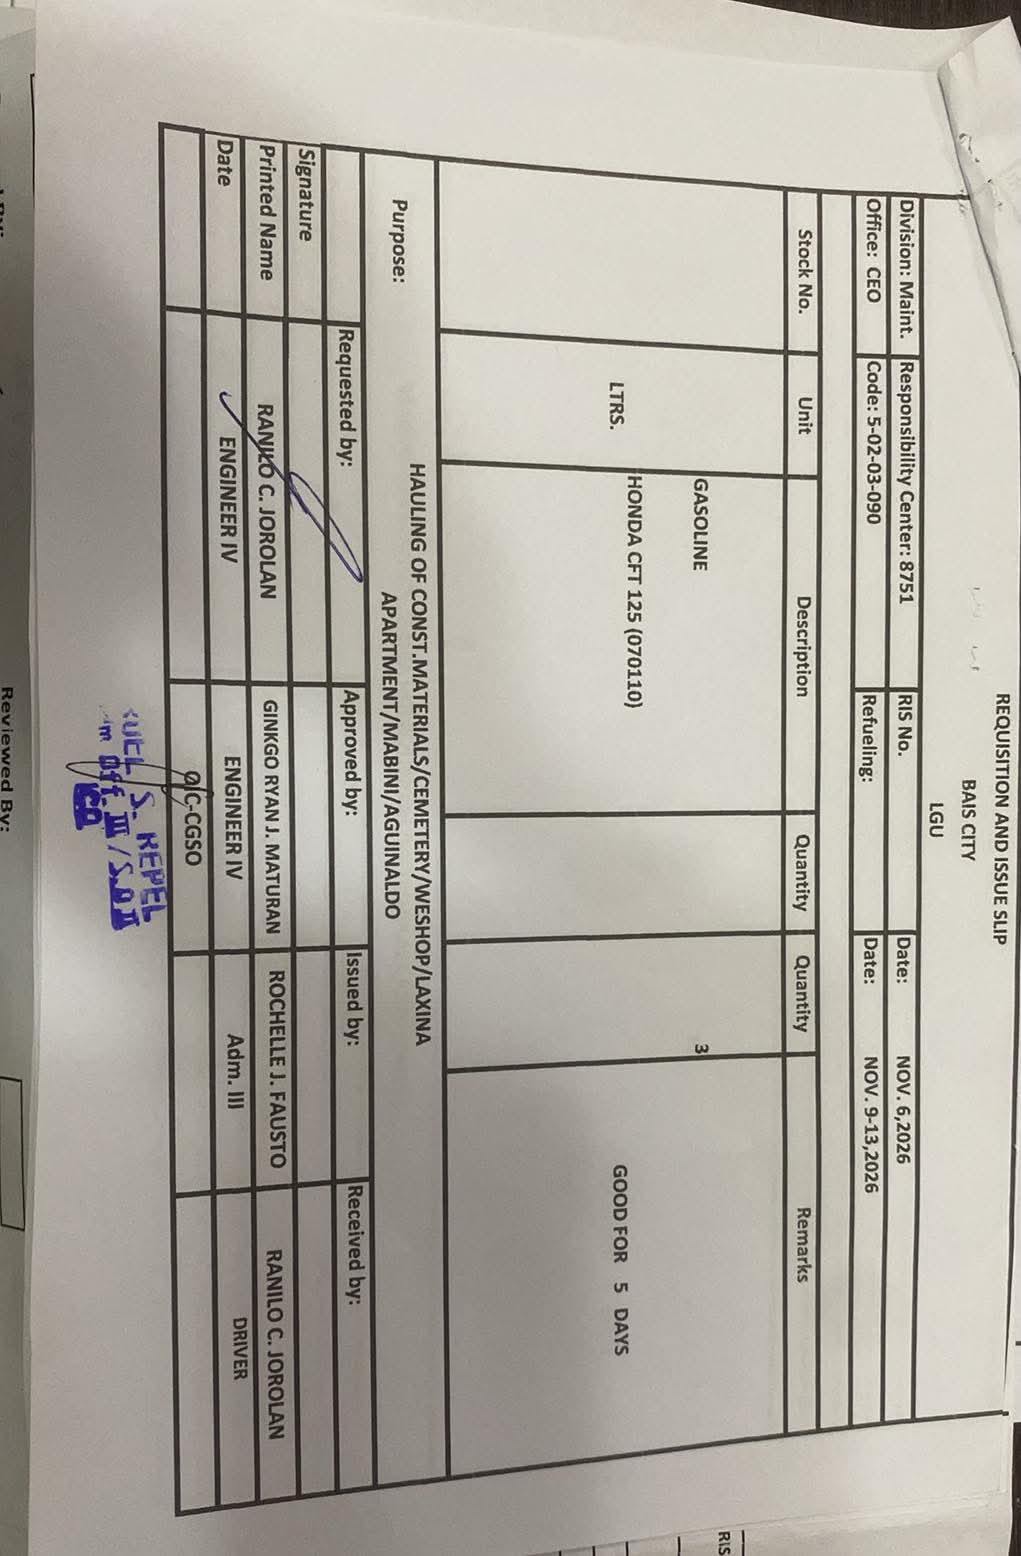 REQUISITION AND ISSUE SLIP
BAIS CITY
LGU
Division: Maint. Responsibility Center: 8751 RIS No. Date: NOV. 6,2026
Office: CEO Code: 5-02-03-090 Refueling: Date: NOV. 9-13,2026
Stock No. Unit Description Quantity Quantity Remarks
GASOLINE 3
LTRS. HONDA CFT 125 (070110) GOOD FOR 5 DAYS
Purpose: HAULING OF CONST.MATERIALS/CEMETERY/WESHOP/LAXINA
APARTMENT/MABINI/AGUINALDO
Requested by: Approved by: Issued by: Received by:
Signature
Printed Name RANILO C. JOROLAN GINKGO RYAN J. MATURAN ROCHELLE J. FAUSTO RANILO C. JOROLAN
Date ENGINEER IV ENGINEER IV Adm. III DRIVER
OIC-CGSO
S. REPEL
Off. III / S.O II
Reviewed By:
RIS